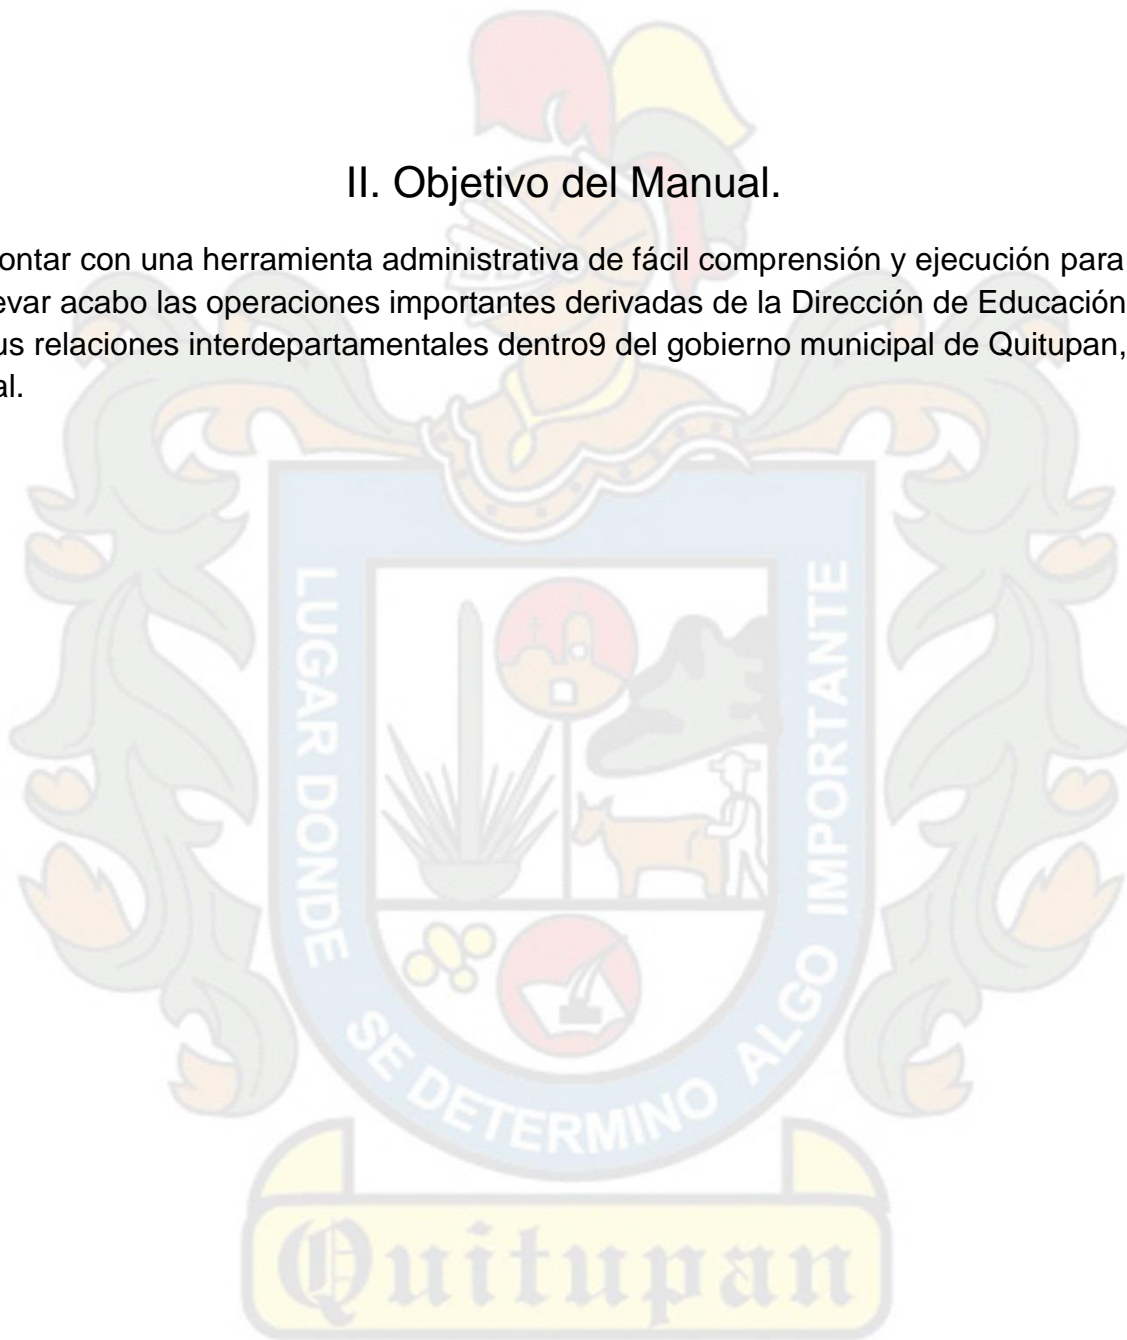 II. Objetivo del Manual.
ontar con una herramienta administrativa de fácil comprensión y ejecución para
evar acabo las operaciones importantes derivadas de la Dirección de Educación
us relaciones interdepartamentales dentro9 del gobierno municipal de Quitupan,
al.
LUGAR DONDE SE DETERMINO ALGO IMPORTANTE
Quitupan